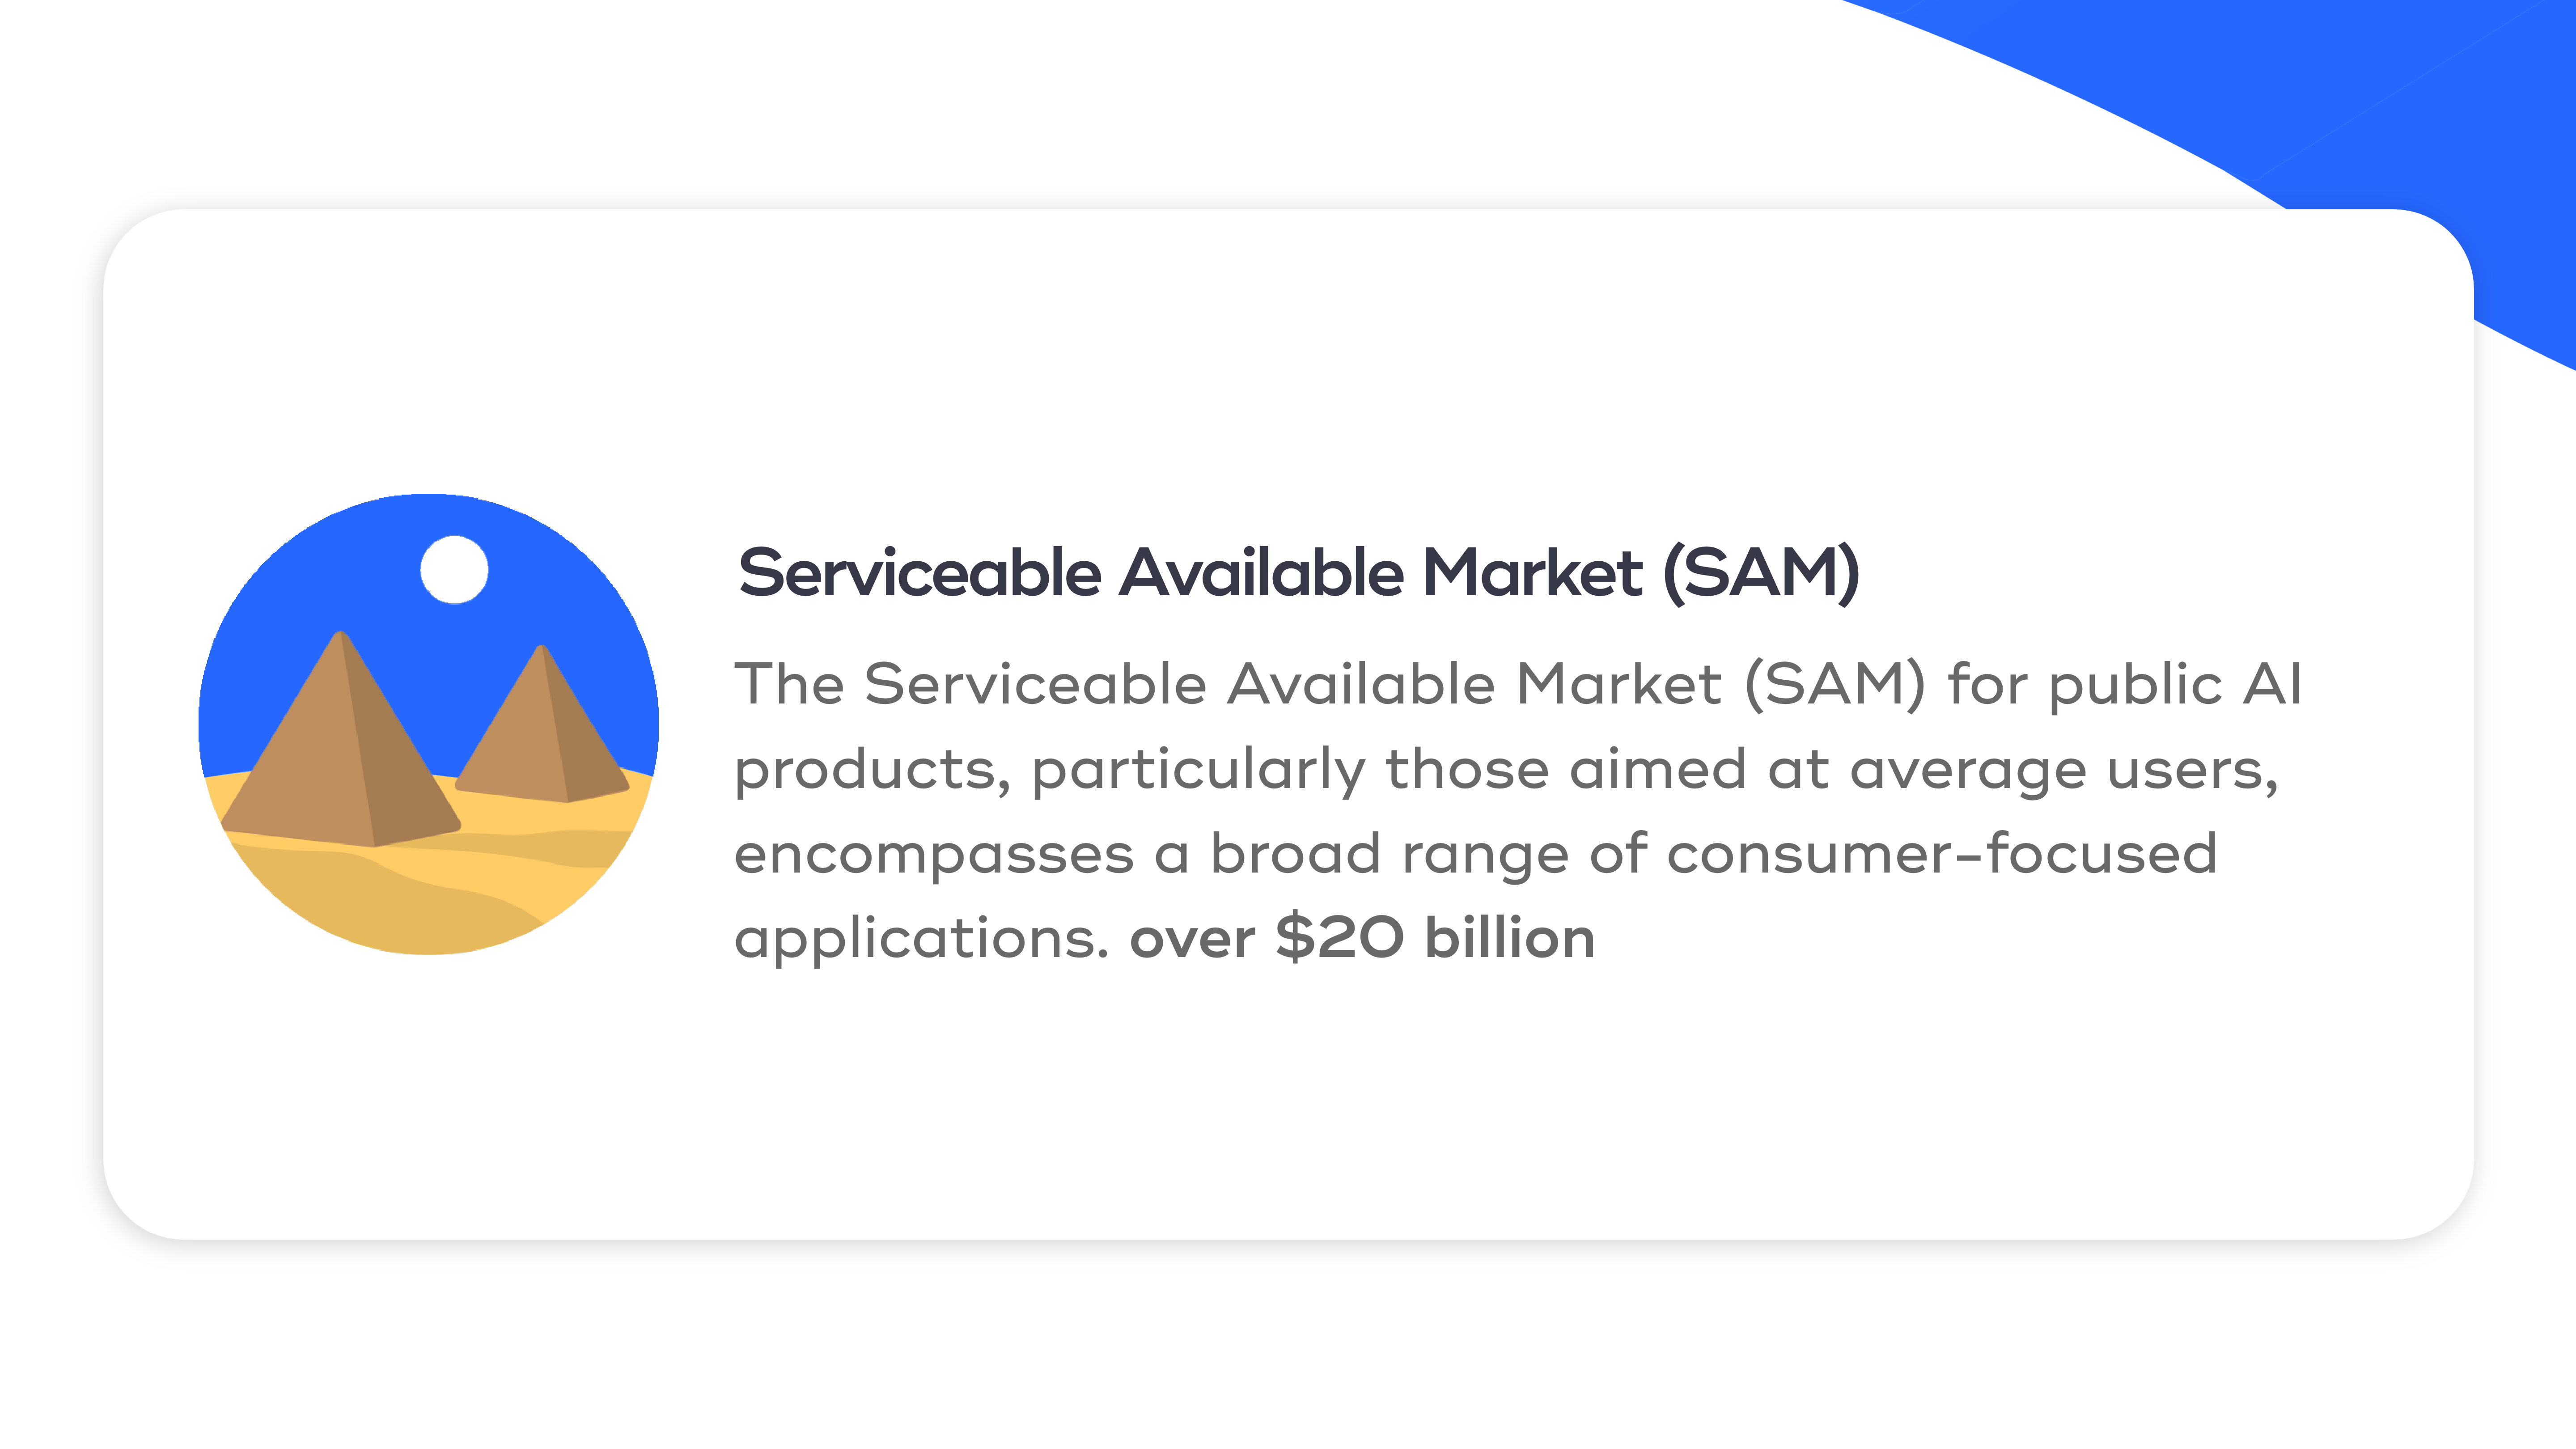 Serviceable Available Market (SAM)
The Serviceable Available Market (SAM) for public AI
products, particularly those aimed at average users,
encompasses a broad range of consumer-focused
applications. over $20 billion